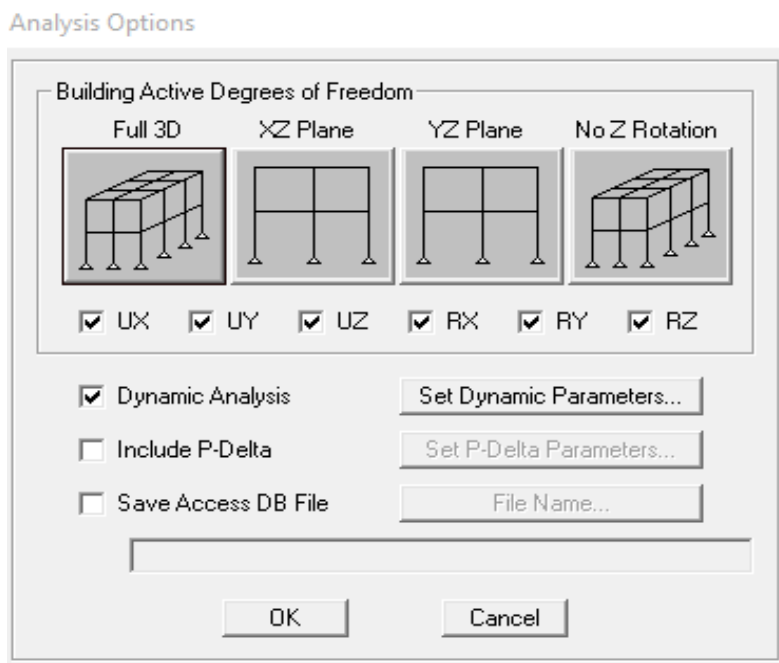 Analysis Options
Building Active Degrees of Freedom
Full 3D XZ Plane YZ Plane No Z Rotation
UX UY UZ RX RY RZ
Dynamic Analysis Set Dynamic Parameters...
Include P-Delta Set P-Delta Parameters...
Save Access DB File File Name...
OK Cancel